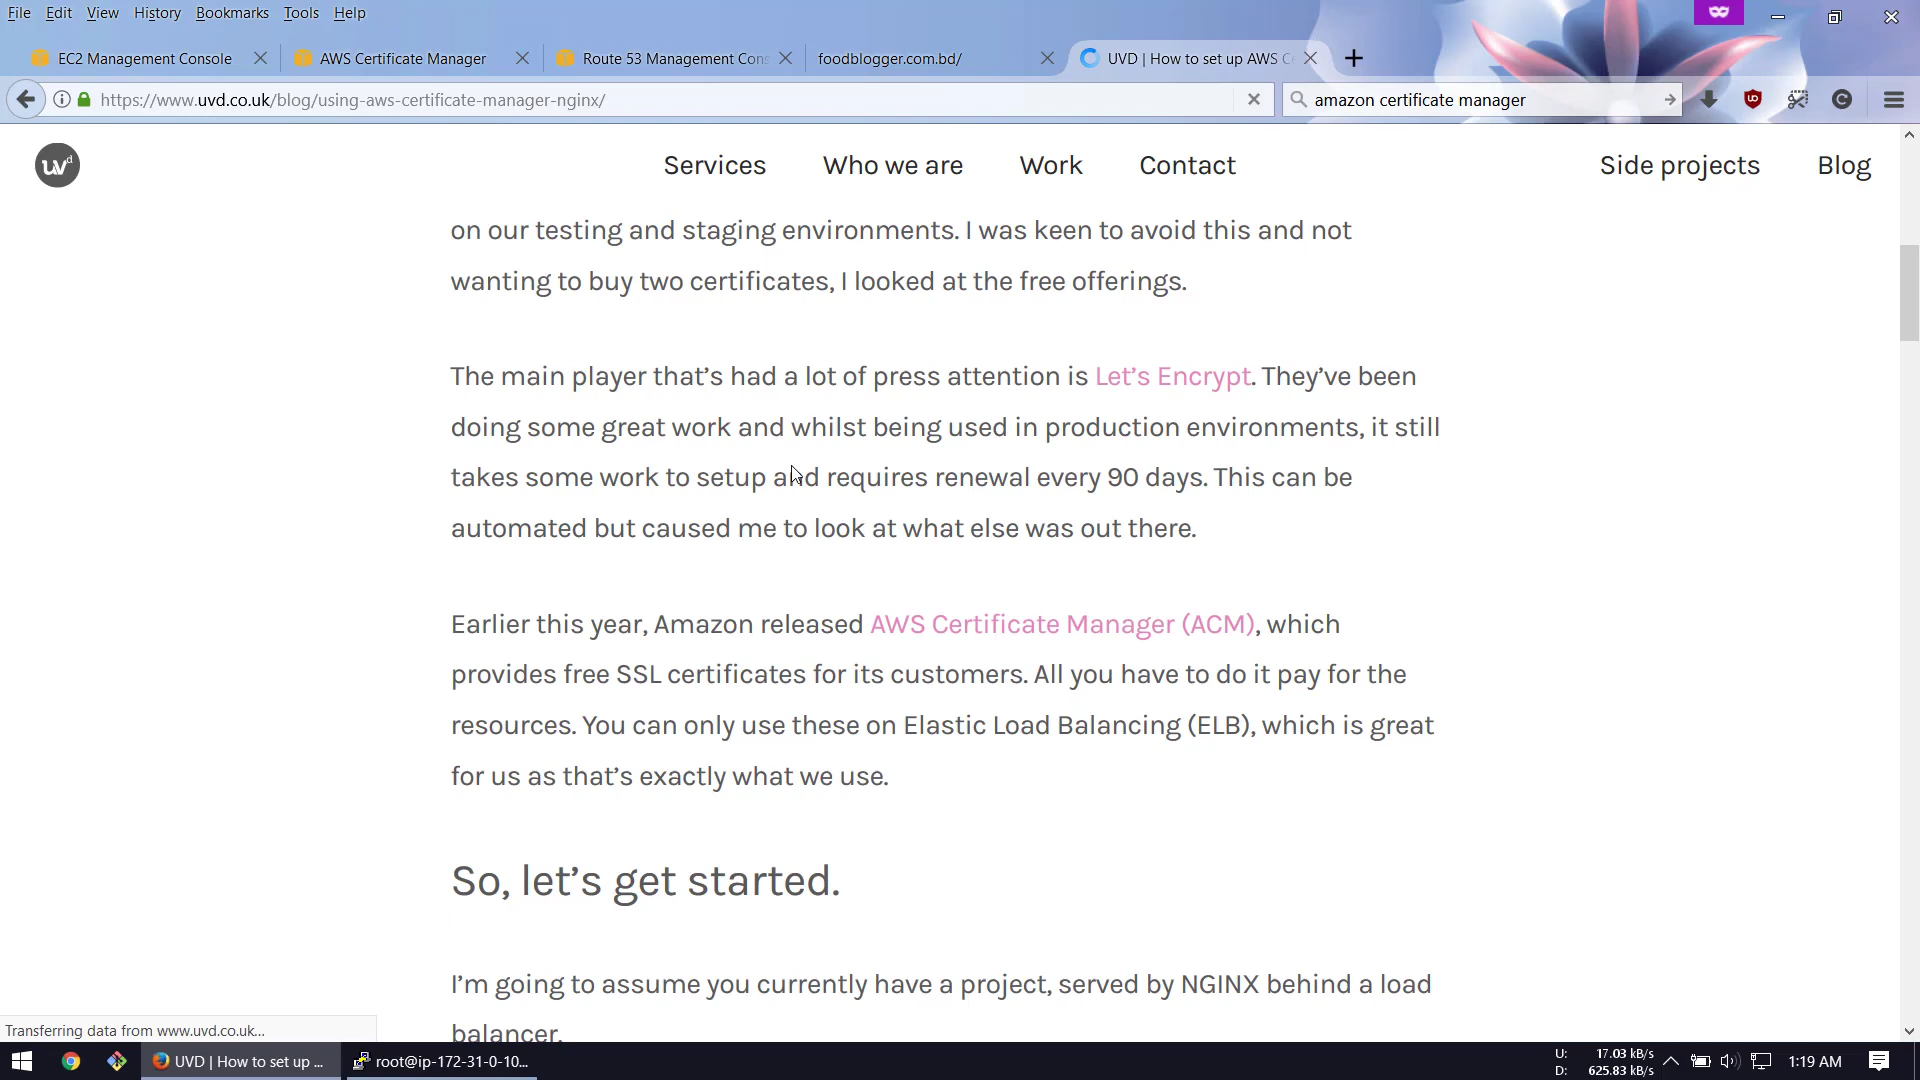 File Edit View History Bookmarks Tools Help
EC2 Management Console
AWS Certificate Manager
Route 53 Management Cons
foodblogger.com.bd/
UVD | How to set up AWS C
https://www.uvd.co.uk/blog/using-aws-certificate-manager-nginx/
amazon certificate manager
uvd
Services Who we are Work Contact Side projects Blog
on our testing and staging environments. I was keen to avoid this and not
wanting to buy two certificates, I looked at the free offerings.
The main player that’s had a lot of press attention is Let’s Encrypt. They’ve been
doing some great work and whilst being used in production environments, it still
takes some work to setup and requires renewal every 90 days. This can be
automated but caused me to look at what else was out there.
Earlier this year, Amazon released AWS Certificate Manager (ACM), which
provides free SSL certificates for its customers. All you have to do it pay for the
resources. You can only use these on Elastic Load Balancing (ELB), which is great
for us as that’s exactly what we use.
So, let’s get started.
I’m going to assume you currently have a project, served by NGINX behind a load
balancer.
Transferring data from www.uvd.co.uk...
UVD | How to set up ...
root@ip-172-31-0-10...
U: 17.03 kB/s
D: 625.83 kB/s
1:19 AM